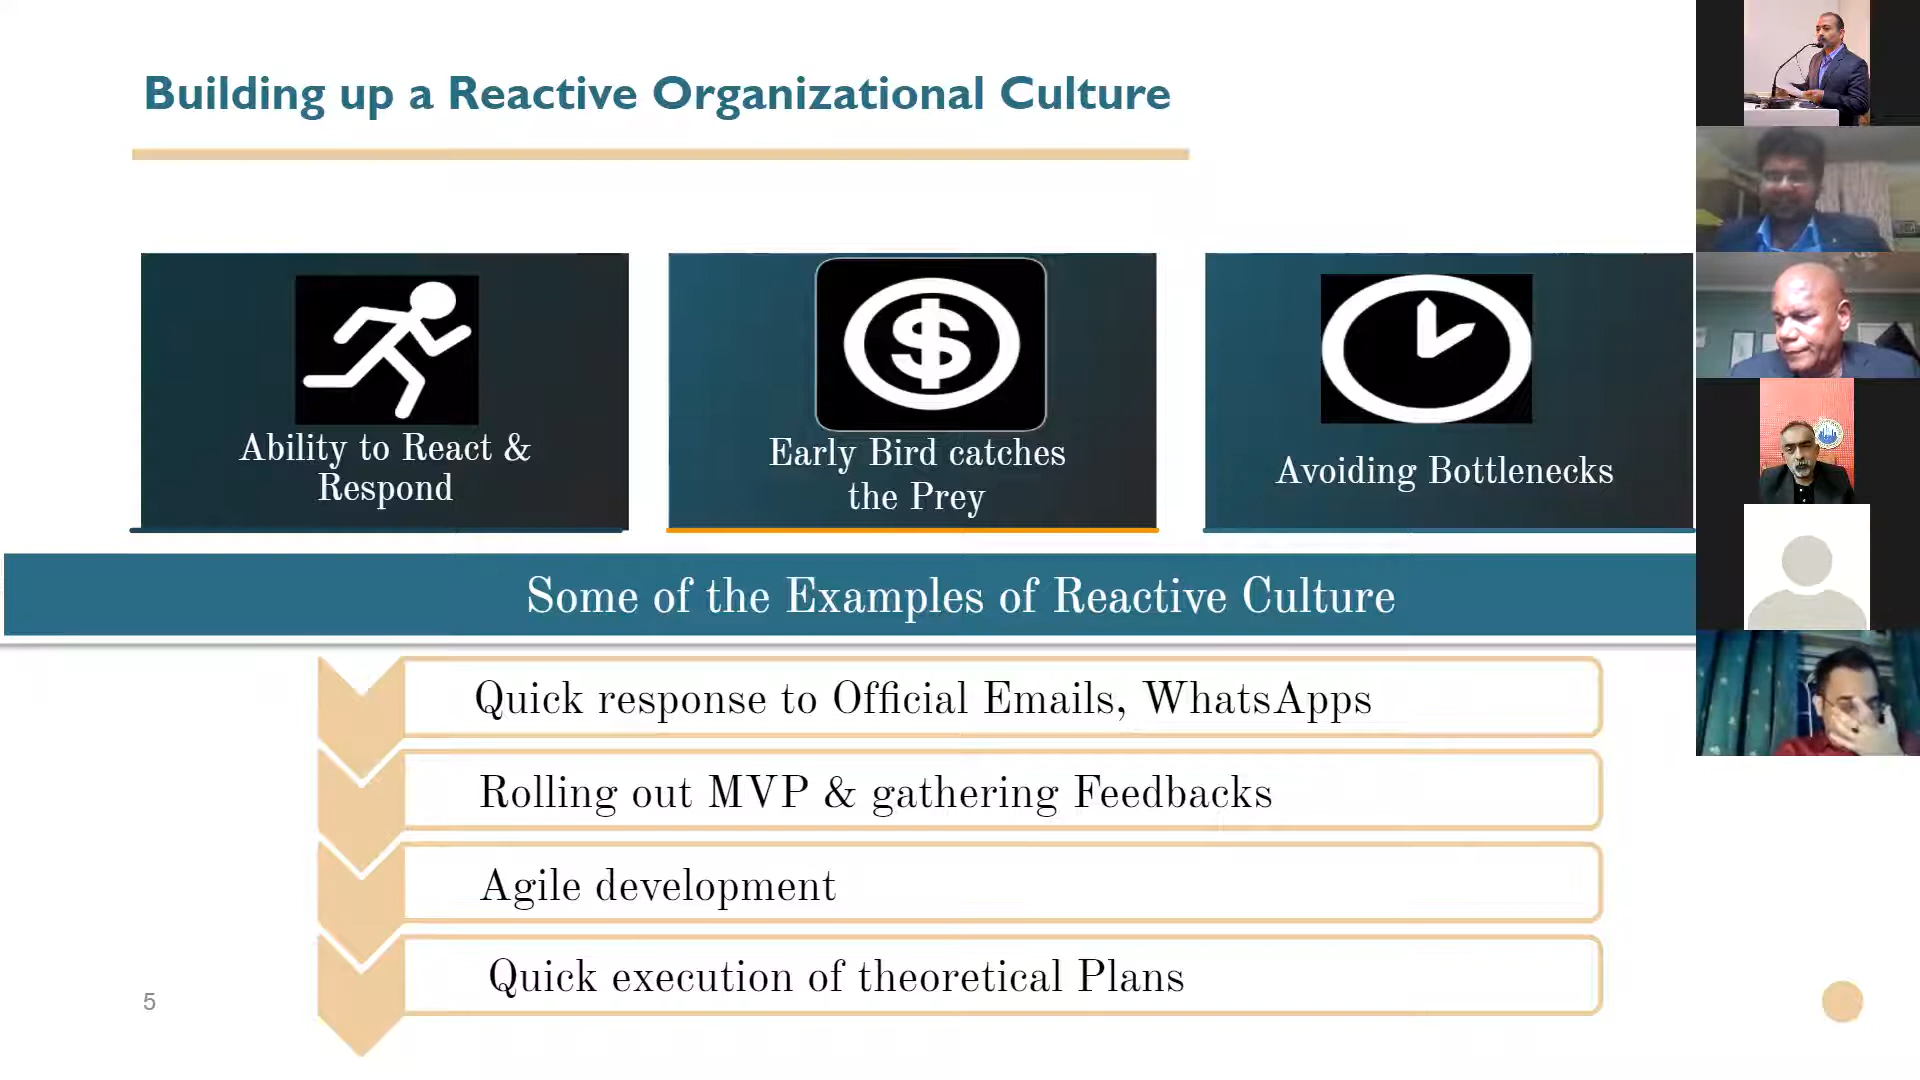 Building up a Reactive Organizational Culture
Ability to React &
Respond
Early Bird catches
the Prey
Avoiding Bottlenecks
Some of the Examples of Reactive Culture
Quick response to Official Emails, WhatsApps
Rolling out MVP & gathering Feedbacks
Agile development
Quick execution of theoretical Plans
5